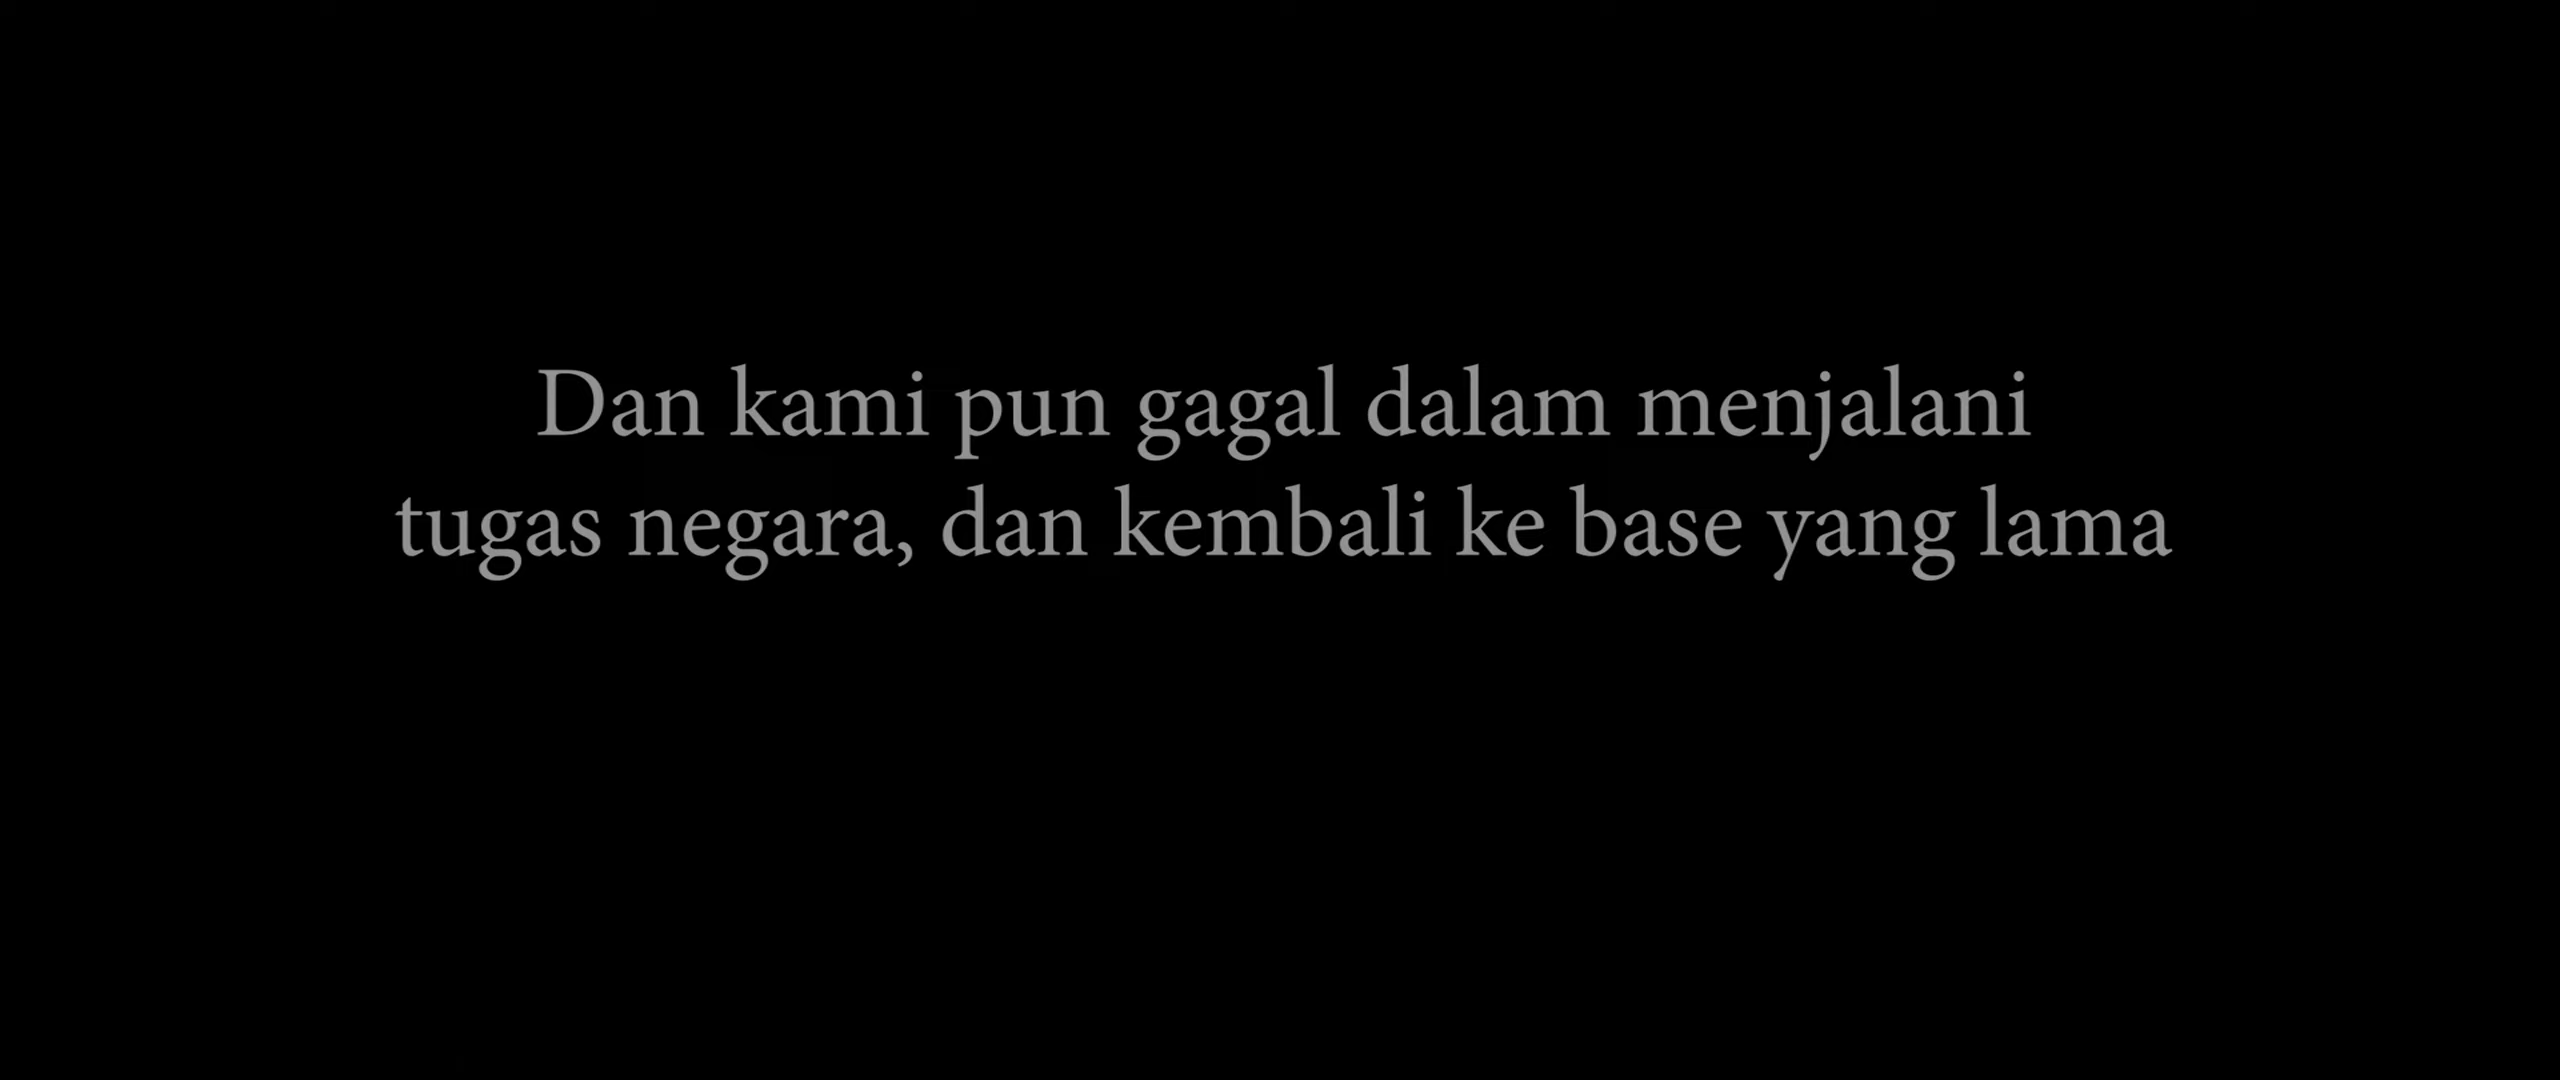 Dan kami pun gagal dalam menjalani
tugas negara, dan kembali ke base yang lama